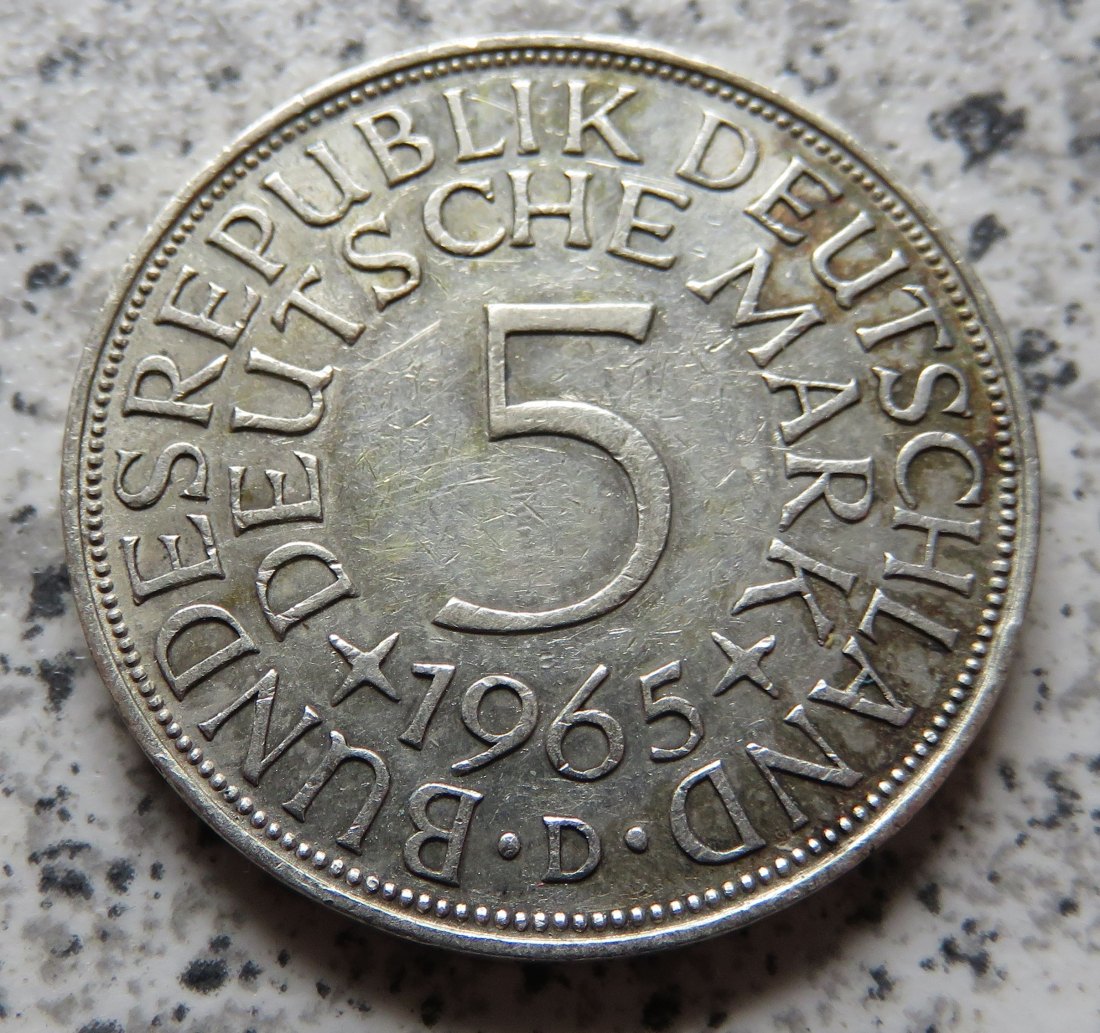 BUNDESREPUBLIK DEUTSCHLAND
DEUTSCHE MARK
5
1965
· D ·